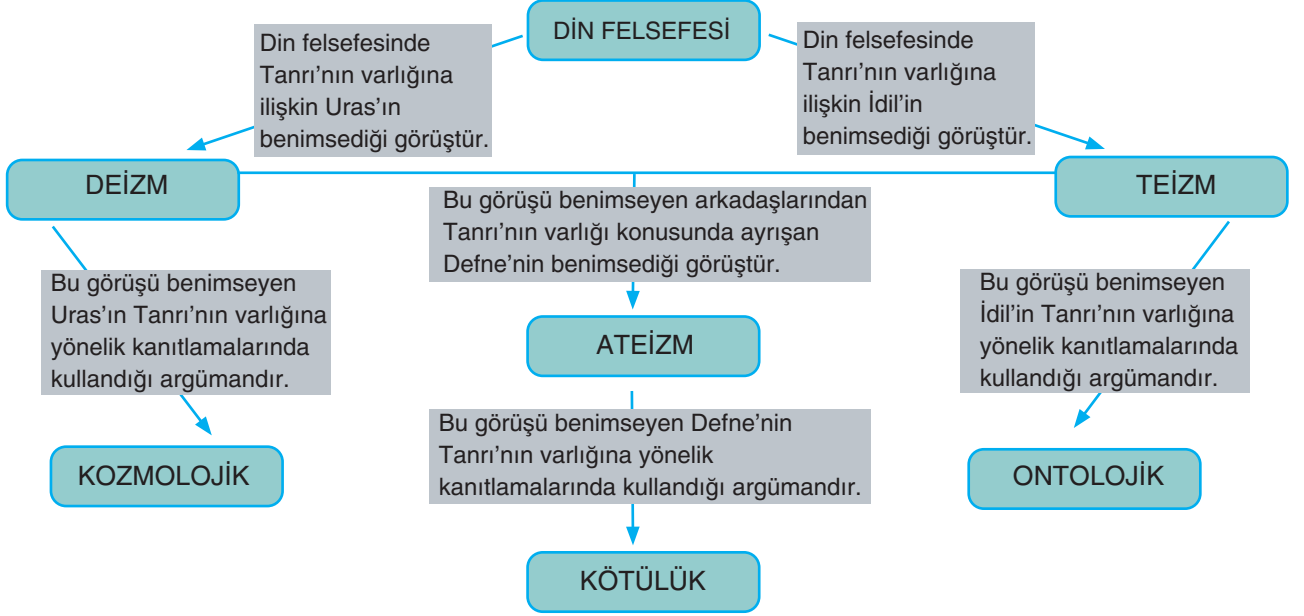 DİN FELSEFESİ
Din felsefesinde
Tanrı’nın varlığına
ilişkin Uras’ın
benimsediği görüştür.
Din felsefesinde
Tanrı’nın varlığına
ilişkin İdil’in
benimsediği görüştür.
DEİZM
TEİZM
Bu görüşü benimseyen arkadaşlarından
Tanrı’nın varlığı konusunda ayrışan
Defne’nin benimsediği görüştür.
Bu görüşü benimseyen
Uras’ın Tanrı’nın varlığına
yönelik kanıtlamalarında
kullandığı argümandır.
Bu görüşü benimseyen
İdil’in Tanrı’nın varlığına
yönelik kanıtlamalarında
kullandığı argümandır.
ATEİZM
Bu görüşü benimseyen Defne’nin
Tanrı’nın varlığına yönelik
kanıtlamalarında kullandığı argümandır.
KOZMOLOJİK
ONTOLOJİK
KÖTÜLÜK